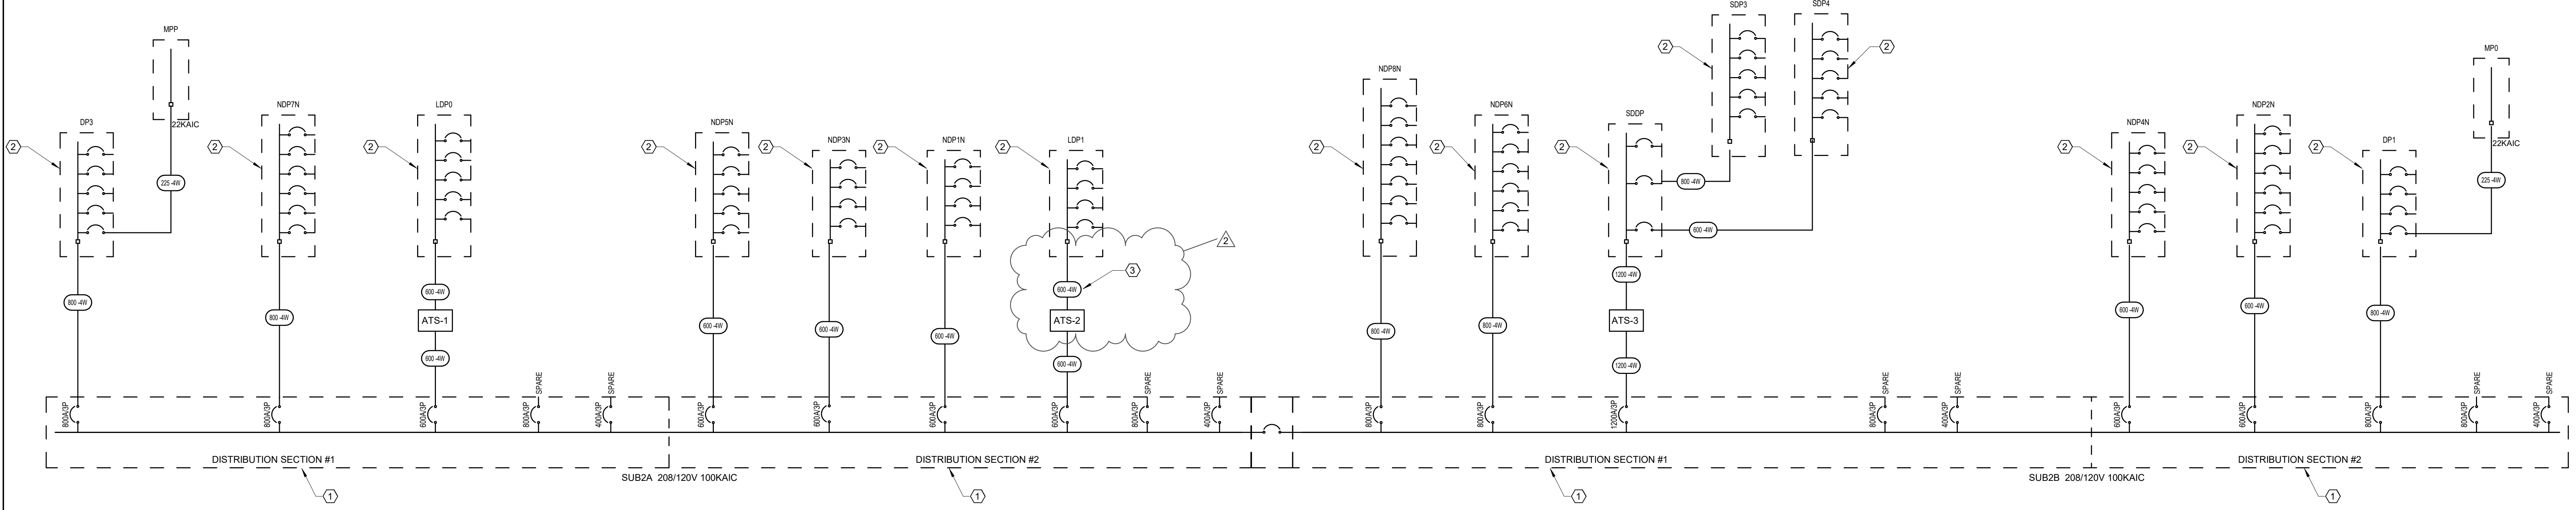 SDP3
SDP4
MPP
2
2
MP0
NDP8N
22KAIC
DP3
NDP7N
LDP0
NDP5N
NDP3N
NDP1N
LDP1
NDP6N
SDDP
NDP4N
NDP2N
DP1
22KAIC
2
2
2
2
2
2
2
2
2
2
2
2
2
225 -4W
800 -4W
225 -4W
600 -4W
2
3
1200 -4W
800 -4W
600 -4W
600 -4W
600 -4W
800 -4W
600 -4W
600 -4W
800 -4W
ATS-1
ATS-2
ATS-3
800 -4W
600 -4W
600 -4W
600 -4W
800 -4W
800 -4W
600 -4W
600 -4W
1200 -4W
SPARE
SPARE
SPARE
SPARE
SPARE
SPARE
SPARE
SPARE
800A/3P
800A/3P
600A/3P
800A/3P
400A/3P
600A/3P
600A/3P
600A/3P
600A/3P
800A/3P
400A/3P
800A/3P
800A/3P
1200A/3P
800A/3P
400A/3P
600A/3P
600A/3P
800A/3P
800A/3P
400A/3P
DISTRIBUTION SECTION #1
DISTRIBUTION SECTION #2
DISTRIBUTION SECTION #1
DISTRIBUTION SECTION #2
SUB2A 208/120V 100KAIC
SUB2B 208/120V 100KAIC
1
1
1
1